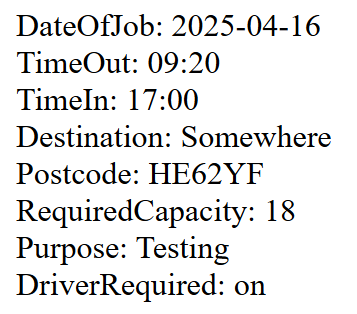 DateOfJob: 2025-04-16
TimeOut: 09:20
TimeIn: 17:00
Destination: Somewhere
Postcode: HE62YF
RequiredCapacity: 18
Purpose: Testing
DriverRequired: on